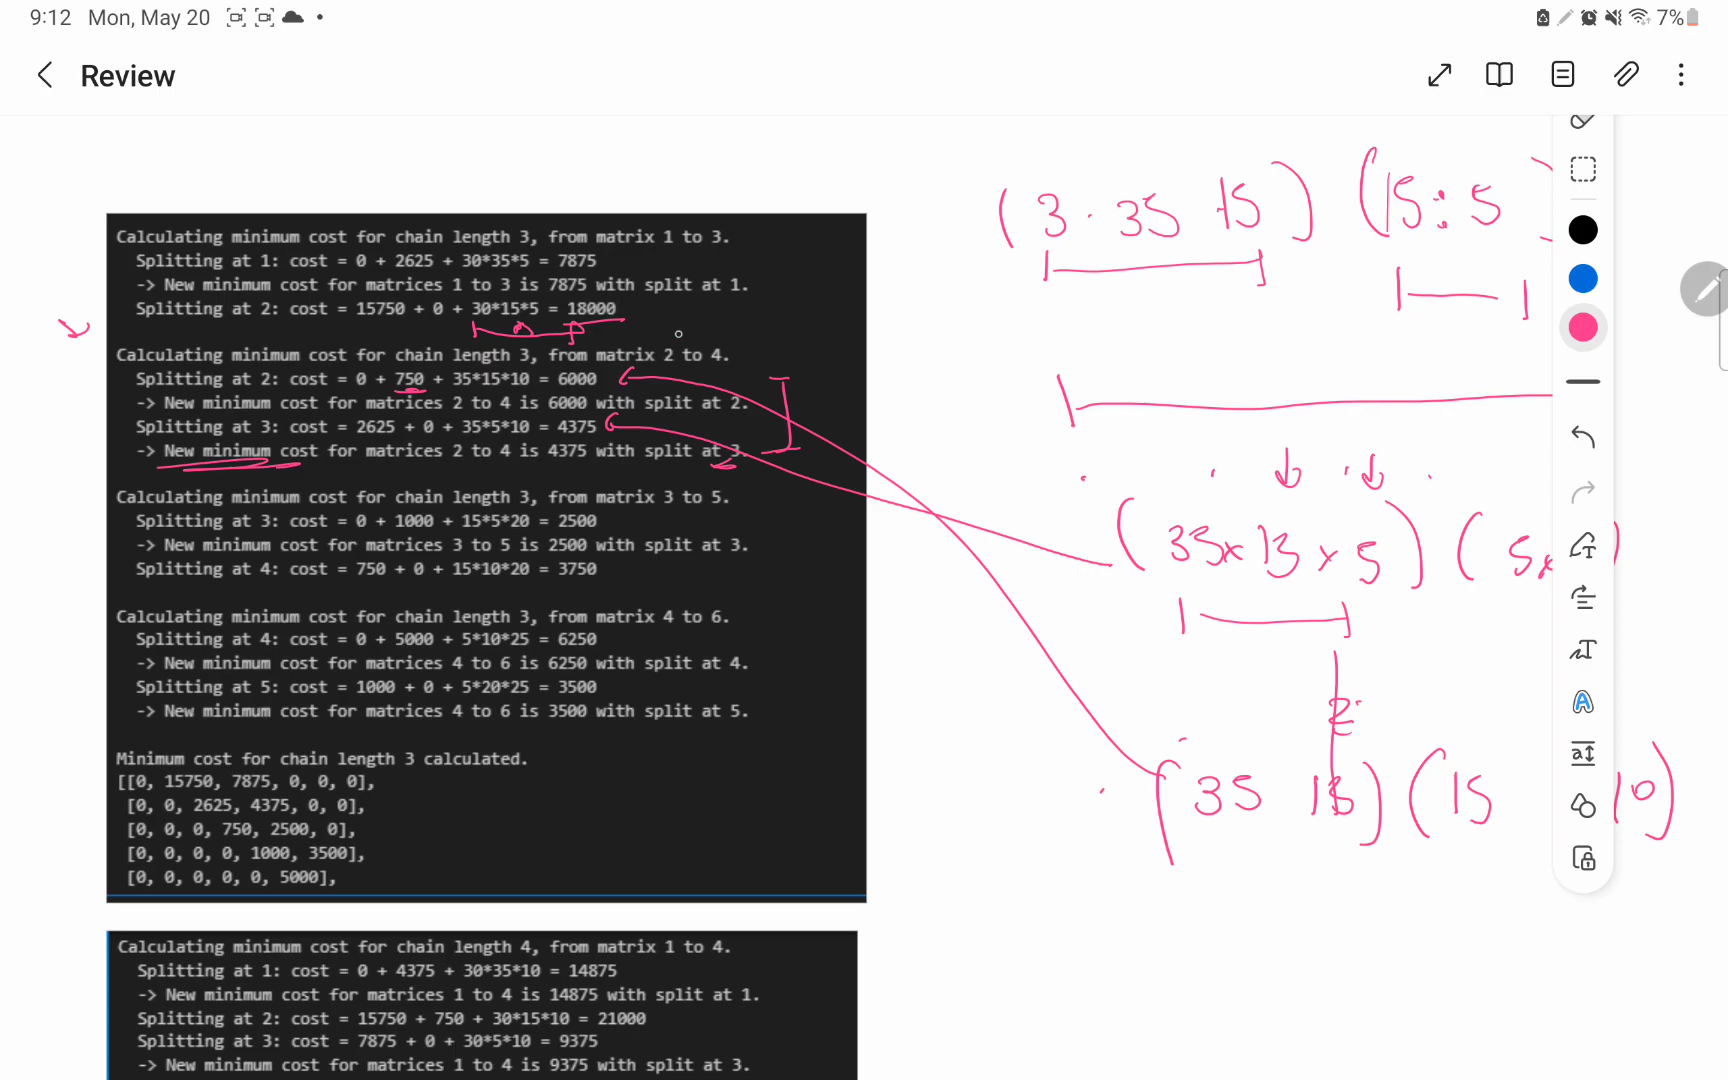 9:12 Mon, May 20
7%
Review
Calculating minimum cost for chain length 3, from matrix 1 to 3.
Splitting at 1: cost = 0 + 2625 + 30*35*5 = 7875
-> New minimum cost for matrices 1 to 3 is 7875 with split at 1.
Splitting at 2: cost = 15750 + 0 + 30*15*5 = 18000
Calculating minimum cost for chain length 3, from matrix 2 to 4.
Splitting at 2: cost = 0 + 750 + 35*15*10 = 6000
-> New minimum cost for matrices 2 to 4 is 6000 with split at 2.
Splitting at 3: cost = 2625 + 0 + 35*5*10 = 4375
-> New minimum cost for matrices 2 to 4 is 4375 with split at 3.
Calculating minimum cost for chain length 3, from matrix 3 to 5.
Splitting at 3: cost = 0 + 1000 + 15*5*20 = 2500
-> New minimum cost for matrices 3 to 5 is 2500 with split at 3.
Splitting at 4: cost = 750 + 0 + 15*10*20 = 3750
Calculating minimum cost for chain length 3, from matrix 4 to 6.
Splitting at 4: cost = 0 + 5000 + 5*10*25 = 6250
-> New minimum cost for matrices 4 to 6 is 6250 with split at 4.
Splitting at 5: cost = 1000 + 0 + 5*20*25 = 3500
-> New minimum cost for matrices 4 to 6 is 3500 with split at 5.
Minimum cost for chain length 3 calculated.
[[0, 15750, 7875, 0, 0, 0],
[0, 0, 2625, 4375, 0, 0],
[0, 0, 0, 750, 2500, 0],
[0, 0, 0, 0, 1000, 3500],
[0, 0, 0, 0, 0, 5000],
Calculating minimum cost for chain length 4, from matrix 1 to 4.
Splitting at 1: cost = 0 + 4375 + 30*35*10 = 14875
-> New minimum cost for matrices 1 to 4 is 14875 with split at 1.
Splitting at 2: cost = 15750 + 750 + 30*15*10 = 21000
Splitting at 3: cost = 7875 + 0 + 30*5*10 = 9375
-> New minimum cost for matrices 1 to 4 is 9375 with split at 3.
(3 · 35 15) (15 : 5
(35 x 13 x 5) (5x
2
(35 15) (15 10)